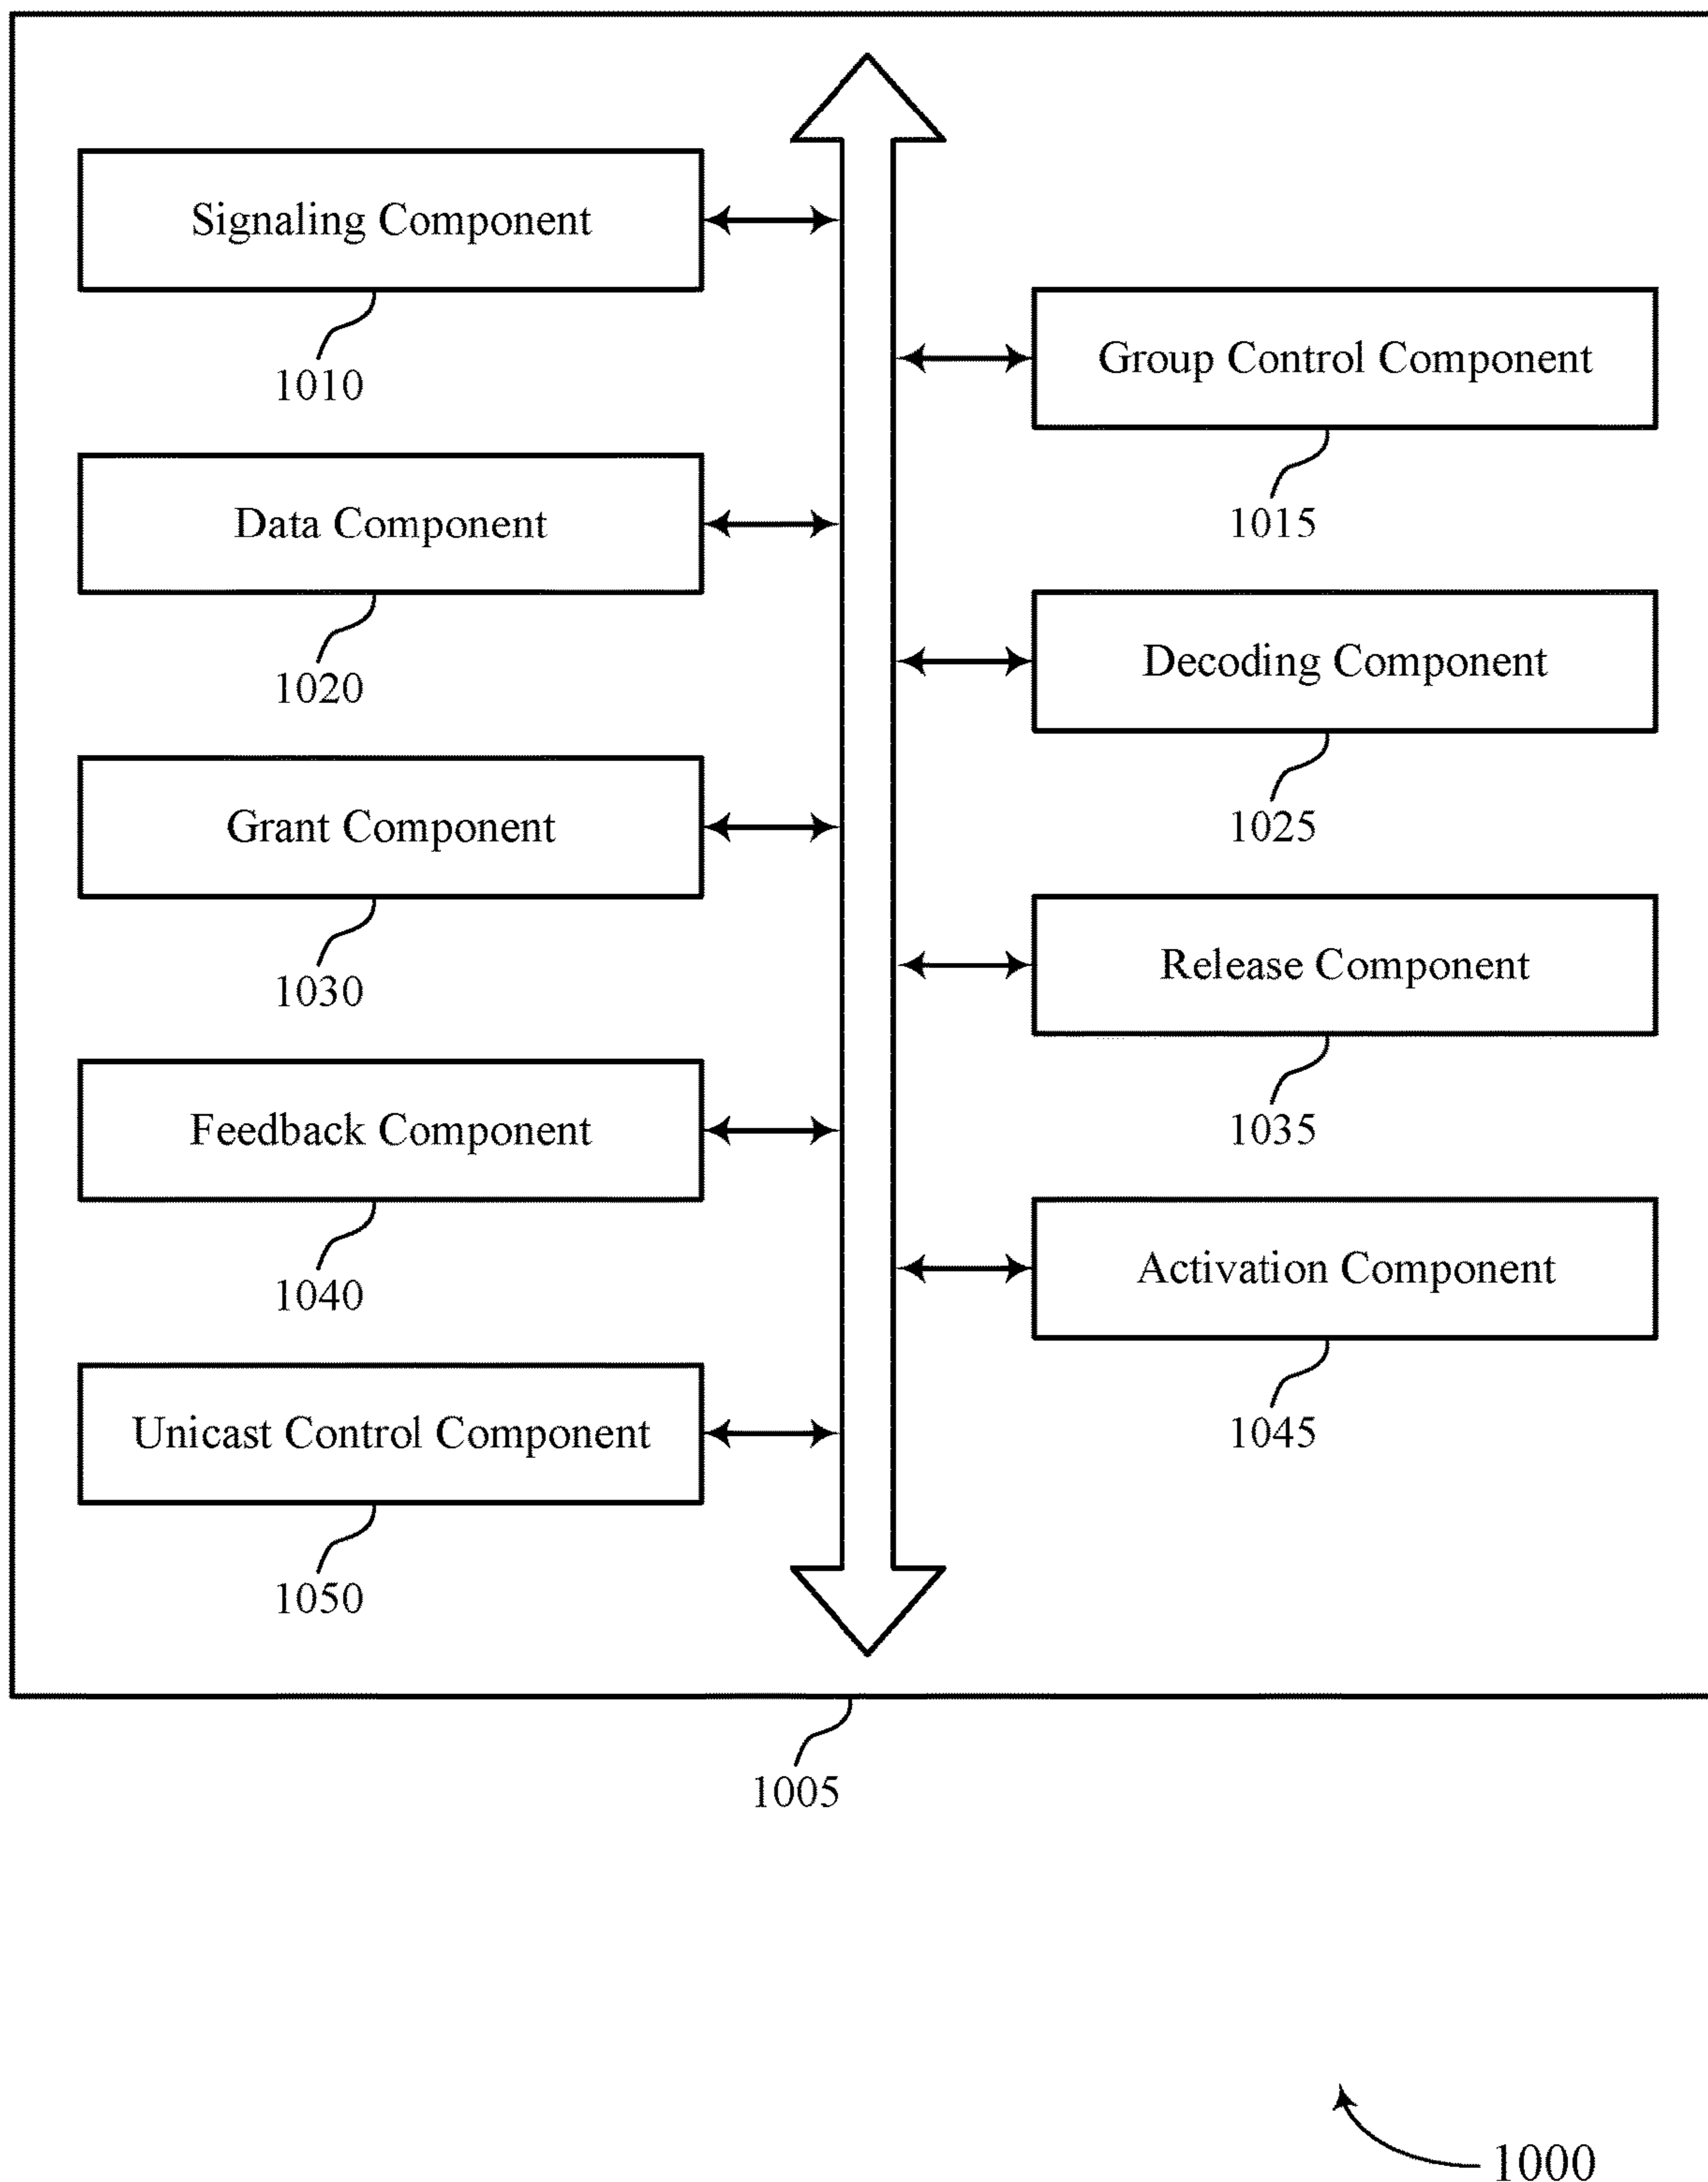 Signaling Component
1010
Group Control Component
1015
Data Component
1020
Decoding Component
1025
Grant Component
1030
Release Component
1035
Feedback Component
1040
Activation Component
1045
Unicast Control Component
1050
1005
1000